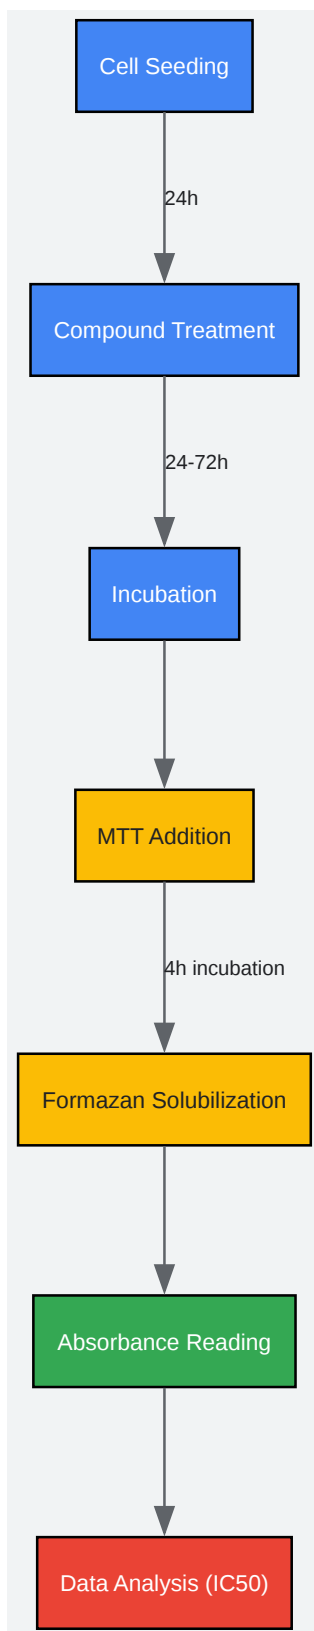 Cell Seeding
24h
Compound Treatment
24-72h
Incubation
MTT Addition
4h incubation
Formazan Solubilization
Absorbance Reading
Data Analysis (IC50)